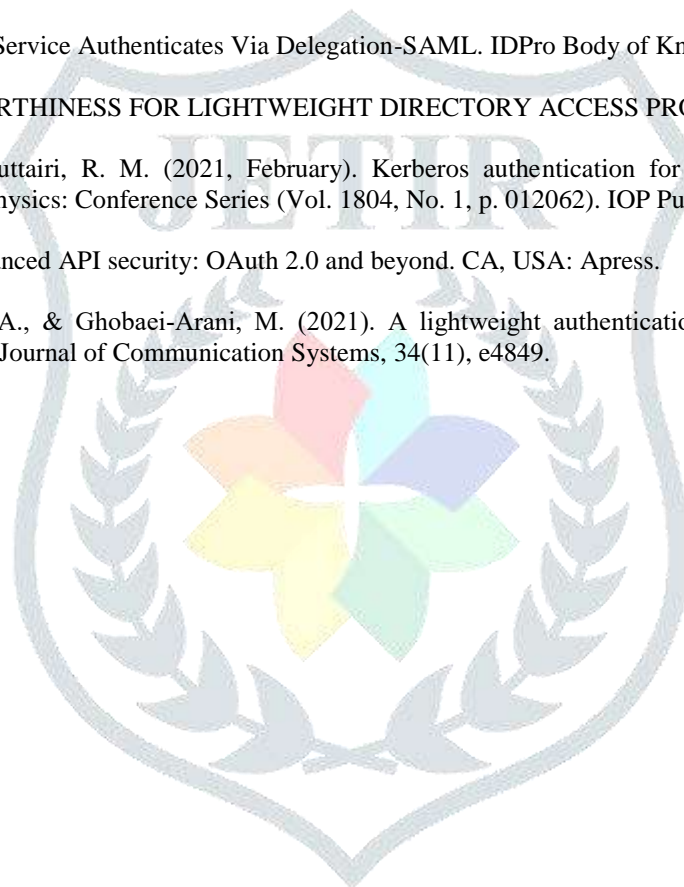 Service Authenticates Via Delegation-SAML. IDPro Body of Kn
RTHINESS FOR LIGHTWEIGHT DIRECTORY ACCESS PRO
uttairi, R. M. (2021, February). Kerberos authentication for
hysics: Conference Series (Vol. 1804, No. 1, p. 012062). IOP Pu
anced API security: OAuth 2.0 and beyond. CA, USA: Apress.
A., & Ghobaei-Arani, M. (2021). A lightweight authenticatio
Journal of Communication Systems, 34(11), e4849.
JETIR